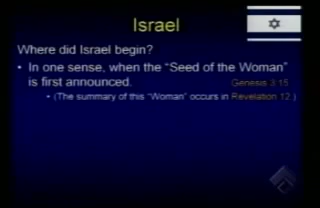 Israel
Where did Israel begin?
• In one sense, when the "Seed of the Woman"
is first announced. Genesis 3:15
• (The summary of this "Woman" occurs in Revelation 12.)